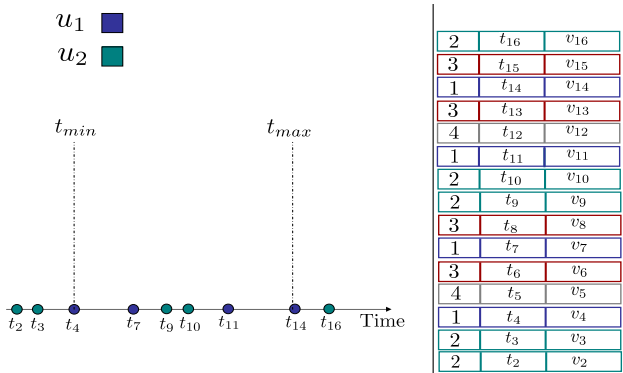 u₁
u₂
t_min t_max
t₂ t₃ t₄ t₇ t₉ t₁₀ t₁₁ t₁₄ t₁₆ Time
2 t₁₆ v₁₆
3 t₁₅ v₁₅
1 t₁₄ v₁₄
3 t₁₃ v₁₃
4 t₁₂ v₁₂
1 t₁₁ v₁₁
2 t₁₀ v₁₀
2 t₉ v₉
3 t₈ v₈
1 t₇ v₇
3 t₆ v₆
4 t₅ v₅
1 t₄ v₄
2 t₃ v₃
2 t₂ v₂